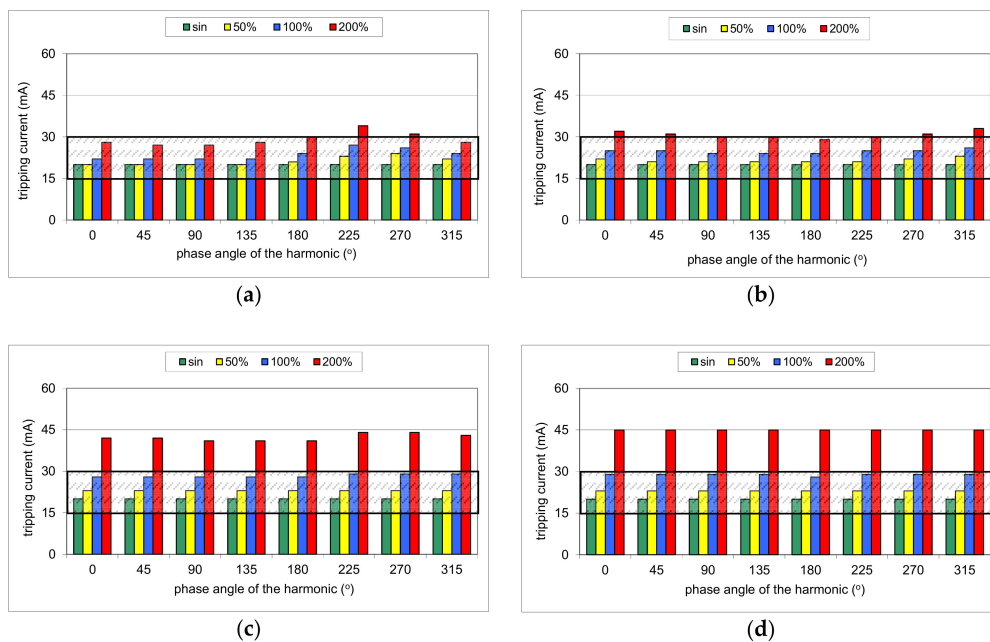 sin 50% 100% 200%
60
45
30
15
0
tripping current (mA)
0 45 90 135 180 225 270 315
phase angle of the harmonic (º)
(a)
sin 50% 100% 200%
60
45
30
15
0
tripping current (mA)
0 45 90 135 180 225 270 315
phase angle of the harmonic (º)
(b)
sin 50% 100% 200%
60
45
30
15
0
tripping current (mA)
0 45 90 135 180 225 270 315
phase angle of the harmonic (º)
(c)
sin 50% 100% 200%
60
45
30
15
0
tripping current (mA)
0 45 90 135 180 225 270 315
phase angle of the harmonic (º)
(d)